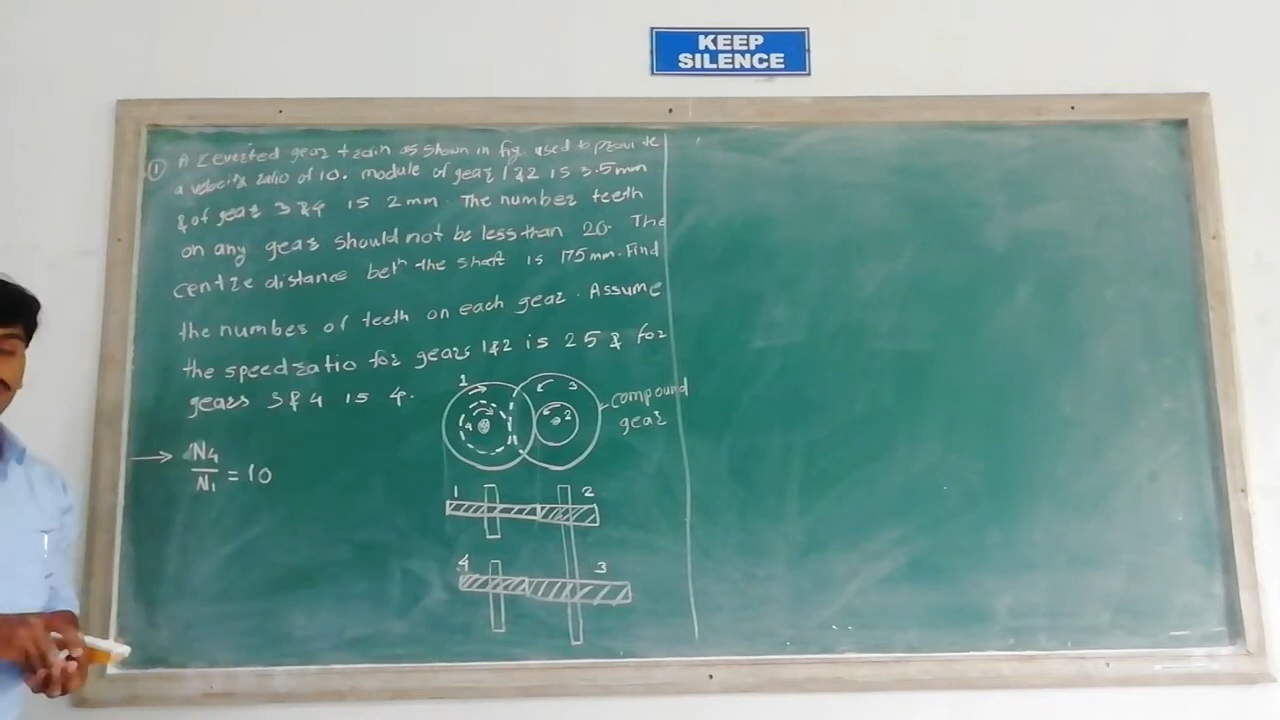 KEEP
SILENCE
① A reverted gear train as shown in fig used to provide
a velocity ratio of 10. module of gear 1&2 is 3.5mm
& of gear 3 & 4 is 2mm. The number teeth
on any gear should not be less than 20. The
centre distance betn the shaft is 175mm. Find
the number of teeth on each gear. Assume
the speed ratio for gears 1&2 is 25 & for
gears 3 & 4 is 4.
→ N4
N1 = 10
1
3
4
2
compound
gear
1
2
4
3